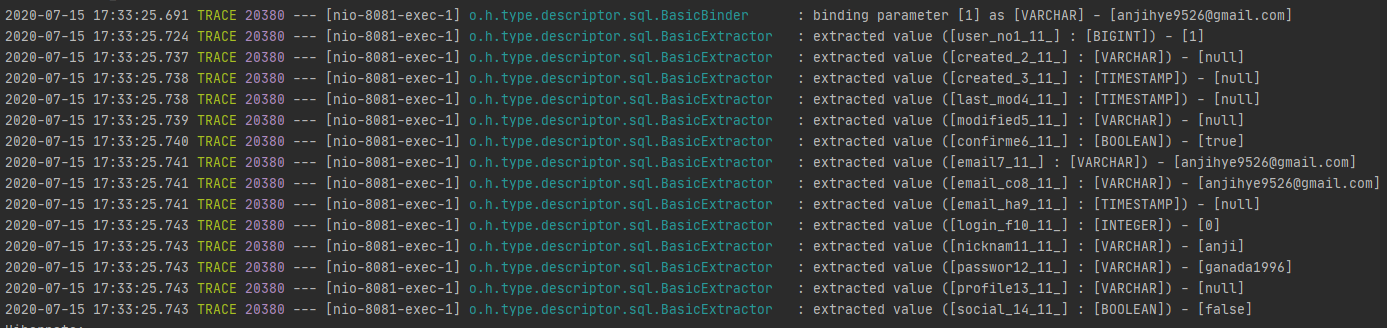 2020-07-15 17:33:25.691 TRACE 20380 --- [nio-8081-exec-1] o.h.type.descriptor.sql.BasicBinder : binding parameter [1] as [VARCHAR] - [anjihye9526@gmail.com]
2020-07-15 17:33:25.724 TRACE 20380 --- [nio-8081-exec-1] o.h.type.descriptor.sql.BasicExtractor : extracted value ([user_no1_11_] : [BIGINT]) - [1]
2020-07-15 17:33:25.737 TRACE 20380 --- [nio-8081-exec-1] o.h.type.descriptor.sql.BasicExtractor : extracted value ([created_2_11_] : [VARCHAR]) - [null]
2020-07-15 17:33:25.738 TRACE 20380 --- [nio-8081-exec-1] o.h.type.descriptor.sql.BasicExtractor : extracted value ([created_3_11_] : [TIMESTAMP]) - [null]
2020-07-15 17:33:25.738 TRACE 20380 --- [nio-8081-exec-1] o.h.type.descriptor.sql.BasicExtractor : extracted value ([last_mod4_11_] : [TIMESTAMP]) - [null]
2020-07-15 17:33:25.739 TRACE 20380 --- [nio-8081-exec-1] o.h.type.descriptor.sql.BasicExtractor : extracted value ([modified5_11_] : [VARCHAR]) - [null]
2020-07-15 17:33:25.740 TRACE 20380 --- [nio-8081-exec-1] o.h.type.descriptor.sql.BasicExtractor : extracted value ([confirme6_11_] : [BOOLEAN]) - [true]
2020-07-15 17:33:25.741 TRACE 20380 --- [nio-8081-exec-1] o.h.type.descriptor.sql.BasicExtractor : extracted value ([email7_11_] : [VARCHAR]) - [anjihye9526@gmail.com]
2020-07-15 17:33:25.741 TRACE 20380 --- [nio-8081-exec-1] o.h.type.descriptor.sql.BasicExtractor : extracted value ([email_co8_11_] : [VARCHAR]) - [anjihye9526@gmail.com]
2020-07-15 17:33:25.741 TRACE 20380 --- [nio-8081-exec-1] o.h.type.descriptor.sql.BasicExtractor : extracted value ([email_ha9_11_] : [TIMESTAMP]) - [null]
2020-07-15 17:33:25.743 TRACE 20380 --- [nio-8081-exec-1] o.h.type.descriptor.sql.BasicExtractor : extracted value ([login_f10_11_] : [INTEGER]) - [0]
2020-07-15 17:33:25.743 TRACE 20380 --- [nio-8081-exec-1] o.h.type.descriptor.sql.BasicExtractor : extracted value ([nicknam11_11_] : [VARCHAR]) - [anji]
2020-07-15 17:33:25.743 TRACE 20380 --- [nio-8081-exec-1] o.h.type.descriptor.sql.BasicExtractor : extracted value ([passwor12_11_] : [VARCHAR]) - [ganada1996]
2020-07-15 17:33:25.743 TRACE 20380 --- [nio-8081-exec-1] o.h.type.descriptor.sql.BasicExtractor : extracted value ([profile13_11_] : [VARCHAR]) - [null]
2020-07-15 17:33:25.743 TRACE 20380 --- [nio-8081-exec-1] o.h.type.descriptor.sql.BasicExtractor : extracted value ([social_14_11_] : [BOOLEAN]) - [false]